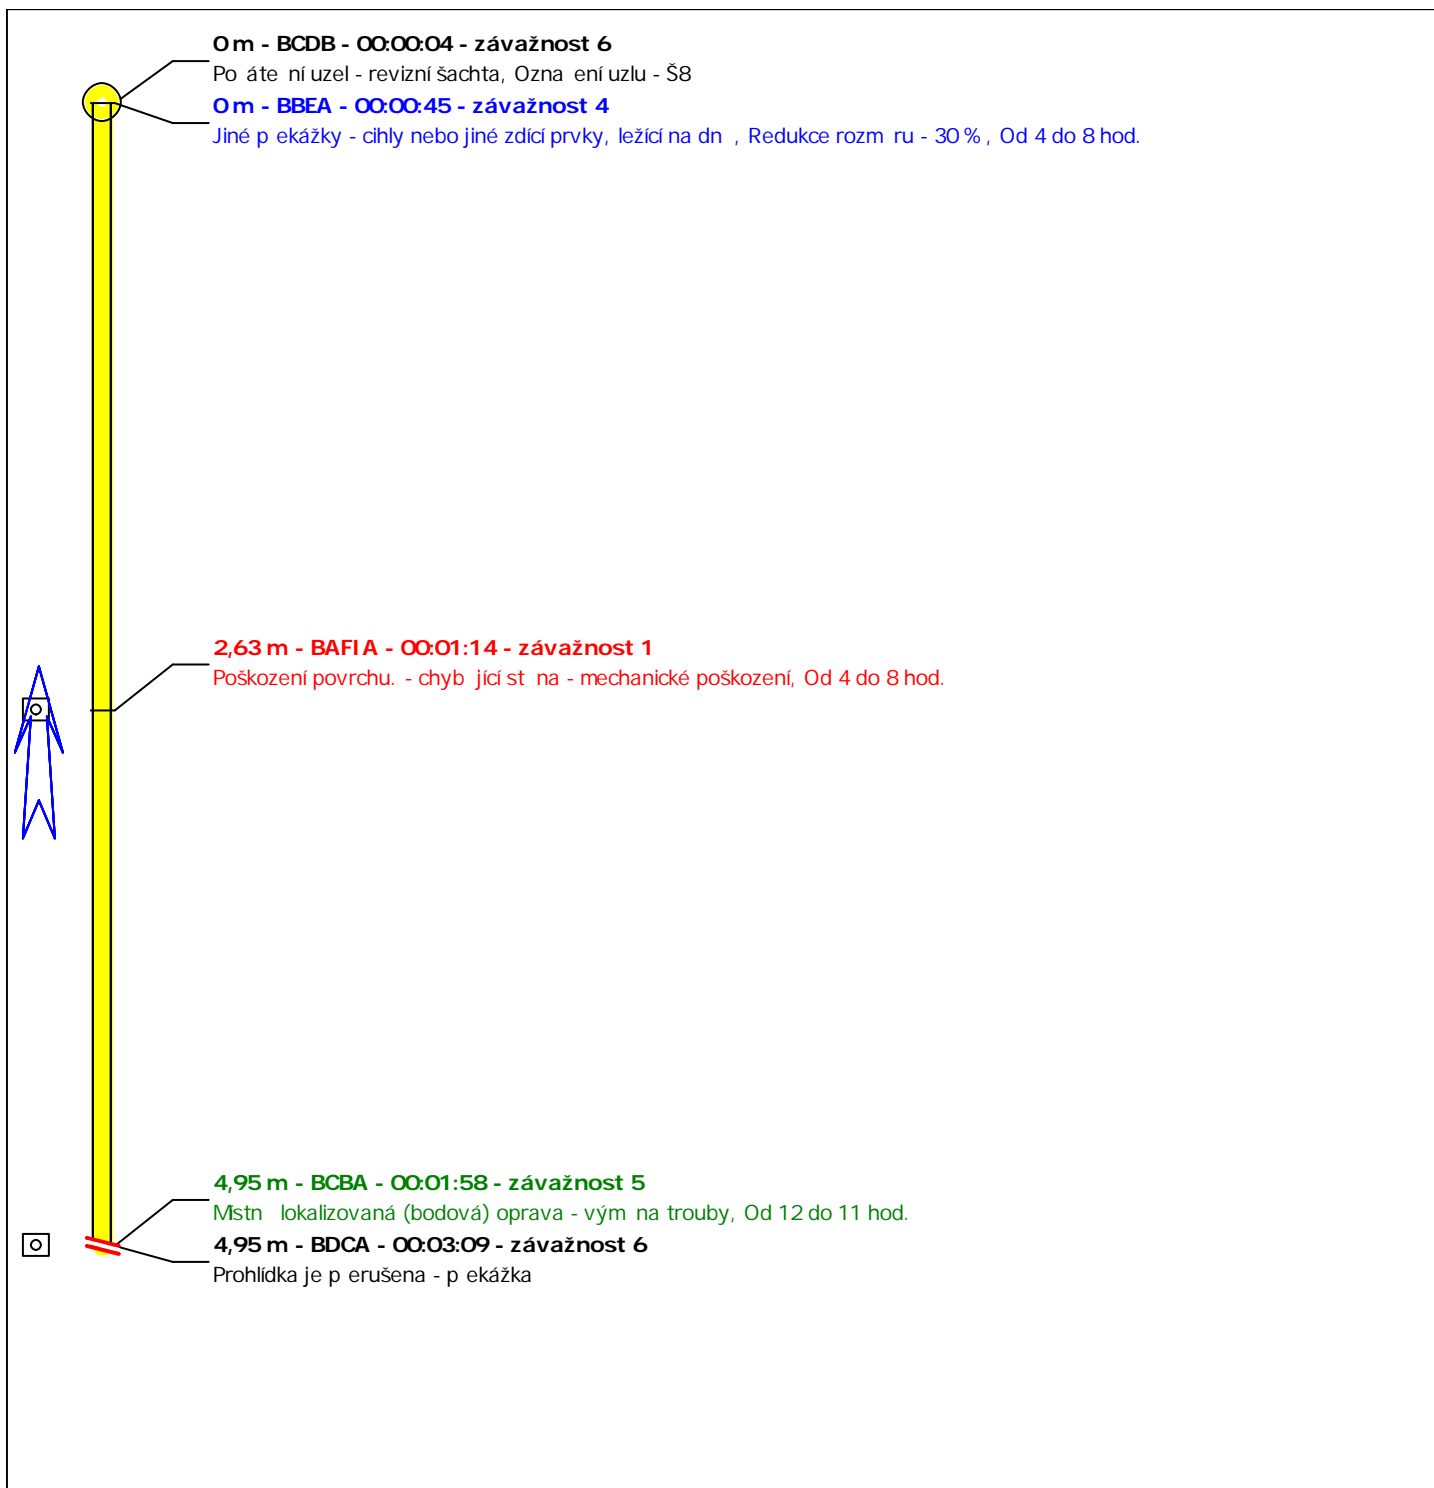 0 m - BCDB - 00:00:04 - závažnost 6
Po áte ní uzel - revizní šachta, Ozna ení uzlu - Š8
0 m - BBEA - 00:00:45 - závažnost 4
Jiné p ekážky - cihly nebo jiné zdící prvky, ležící na dn , Redukce rozm ru - 30 % , Od 4 do 8 hod.
2,63 m - BAFIA - 00:01:14 - závažnost 1
Poškození povrchu. - chyb jící st na - mechanické poškození, Od 4 do 8 hod.
4,95 m - BCBA - 00:01:58 - závažnost 5
Místn lokalizovaná (bodová) oprava - vým na trouby, Od 12 do 11 hod.
4,95 m - BDCA - 00:03:09 - závažnost 6
Prohlídka je p erušena - p ekážka